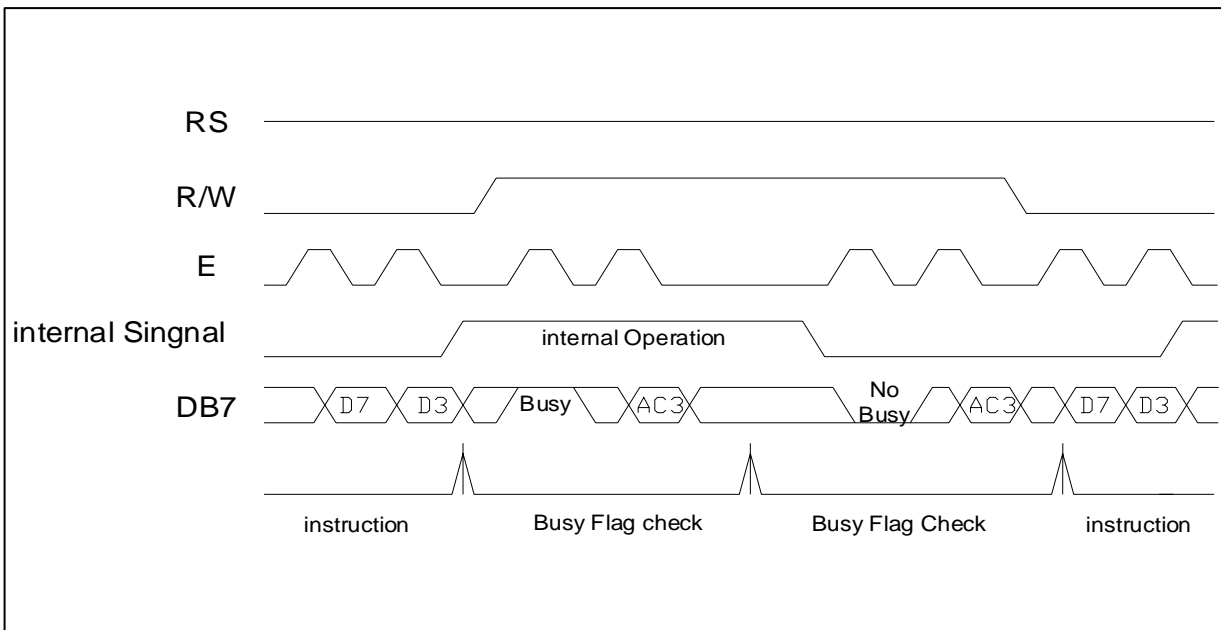 RS
R/W
E
internal Singnal
internal Operation
DB7
D7 D3 Busy AC3 No Busy AC3 D7 D3
instruction Busy Flag check Busy Flag Check instruction